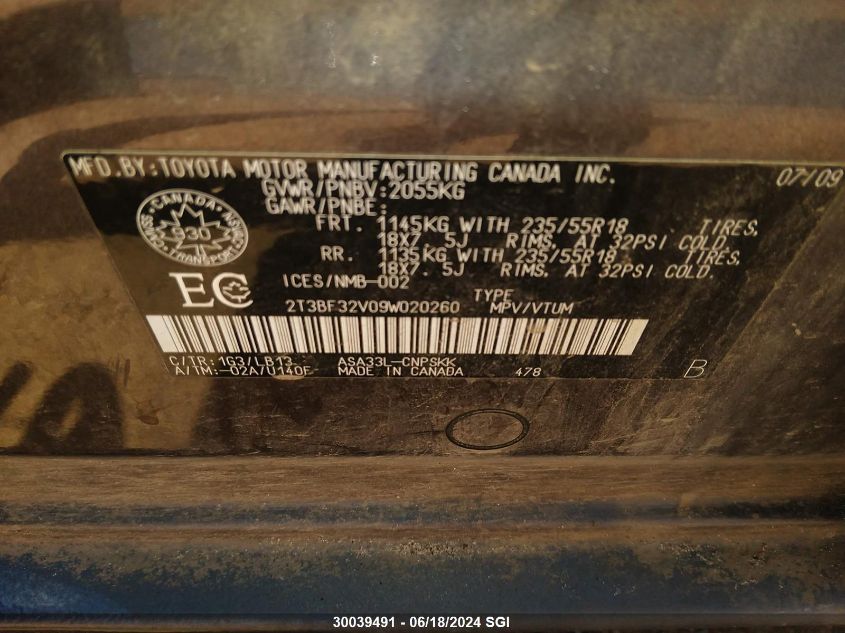 MFD.BY:TOYOTA MOTOR MANUFACTURING CANADA INC. 07/09
GVWR/PNBV:2055KG
GAWR/PNBE:
FRT. 1145KG WITH 235/55R18 TIRES,
18X7. 5J RIMS, AT 32PSI COLD.
RR. 1135KG WITH 235/55R18 TIRES,
18X7. 5J RIMS, AT 32PSI COLD.
CANADA
930
TRANSPORT
EC
ICES/NMB-002
2T3BF32V09W020260 TYPE MPV/VTUM
C/TR:1G3/LB13 ASA33L-CNPSKK
A/TM:-02A/U140F MADE IN CANADA 478 B
30039491 - 06/18/2024 SGI